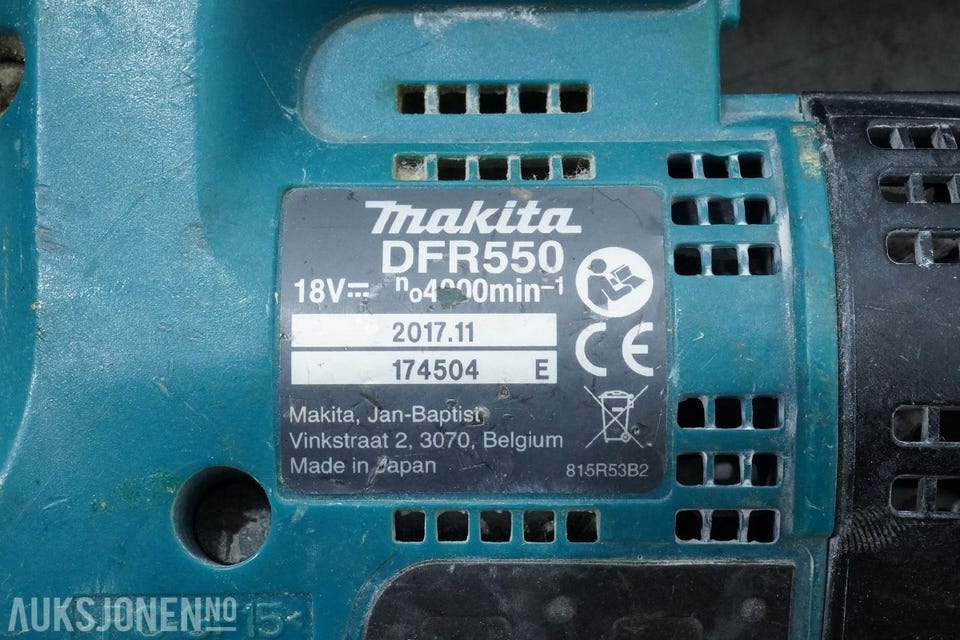 makita
DFR550
18V⎓ n₀4000min⁻¹
2017.11
174504 E
CE
Makita, Jan-Baptist
Vinkstraat 2, 3070, Belgium
Made in Japan
815R53B2
AUKSJONEN.NO